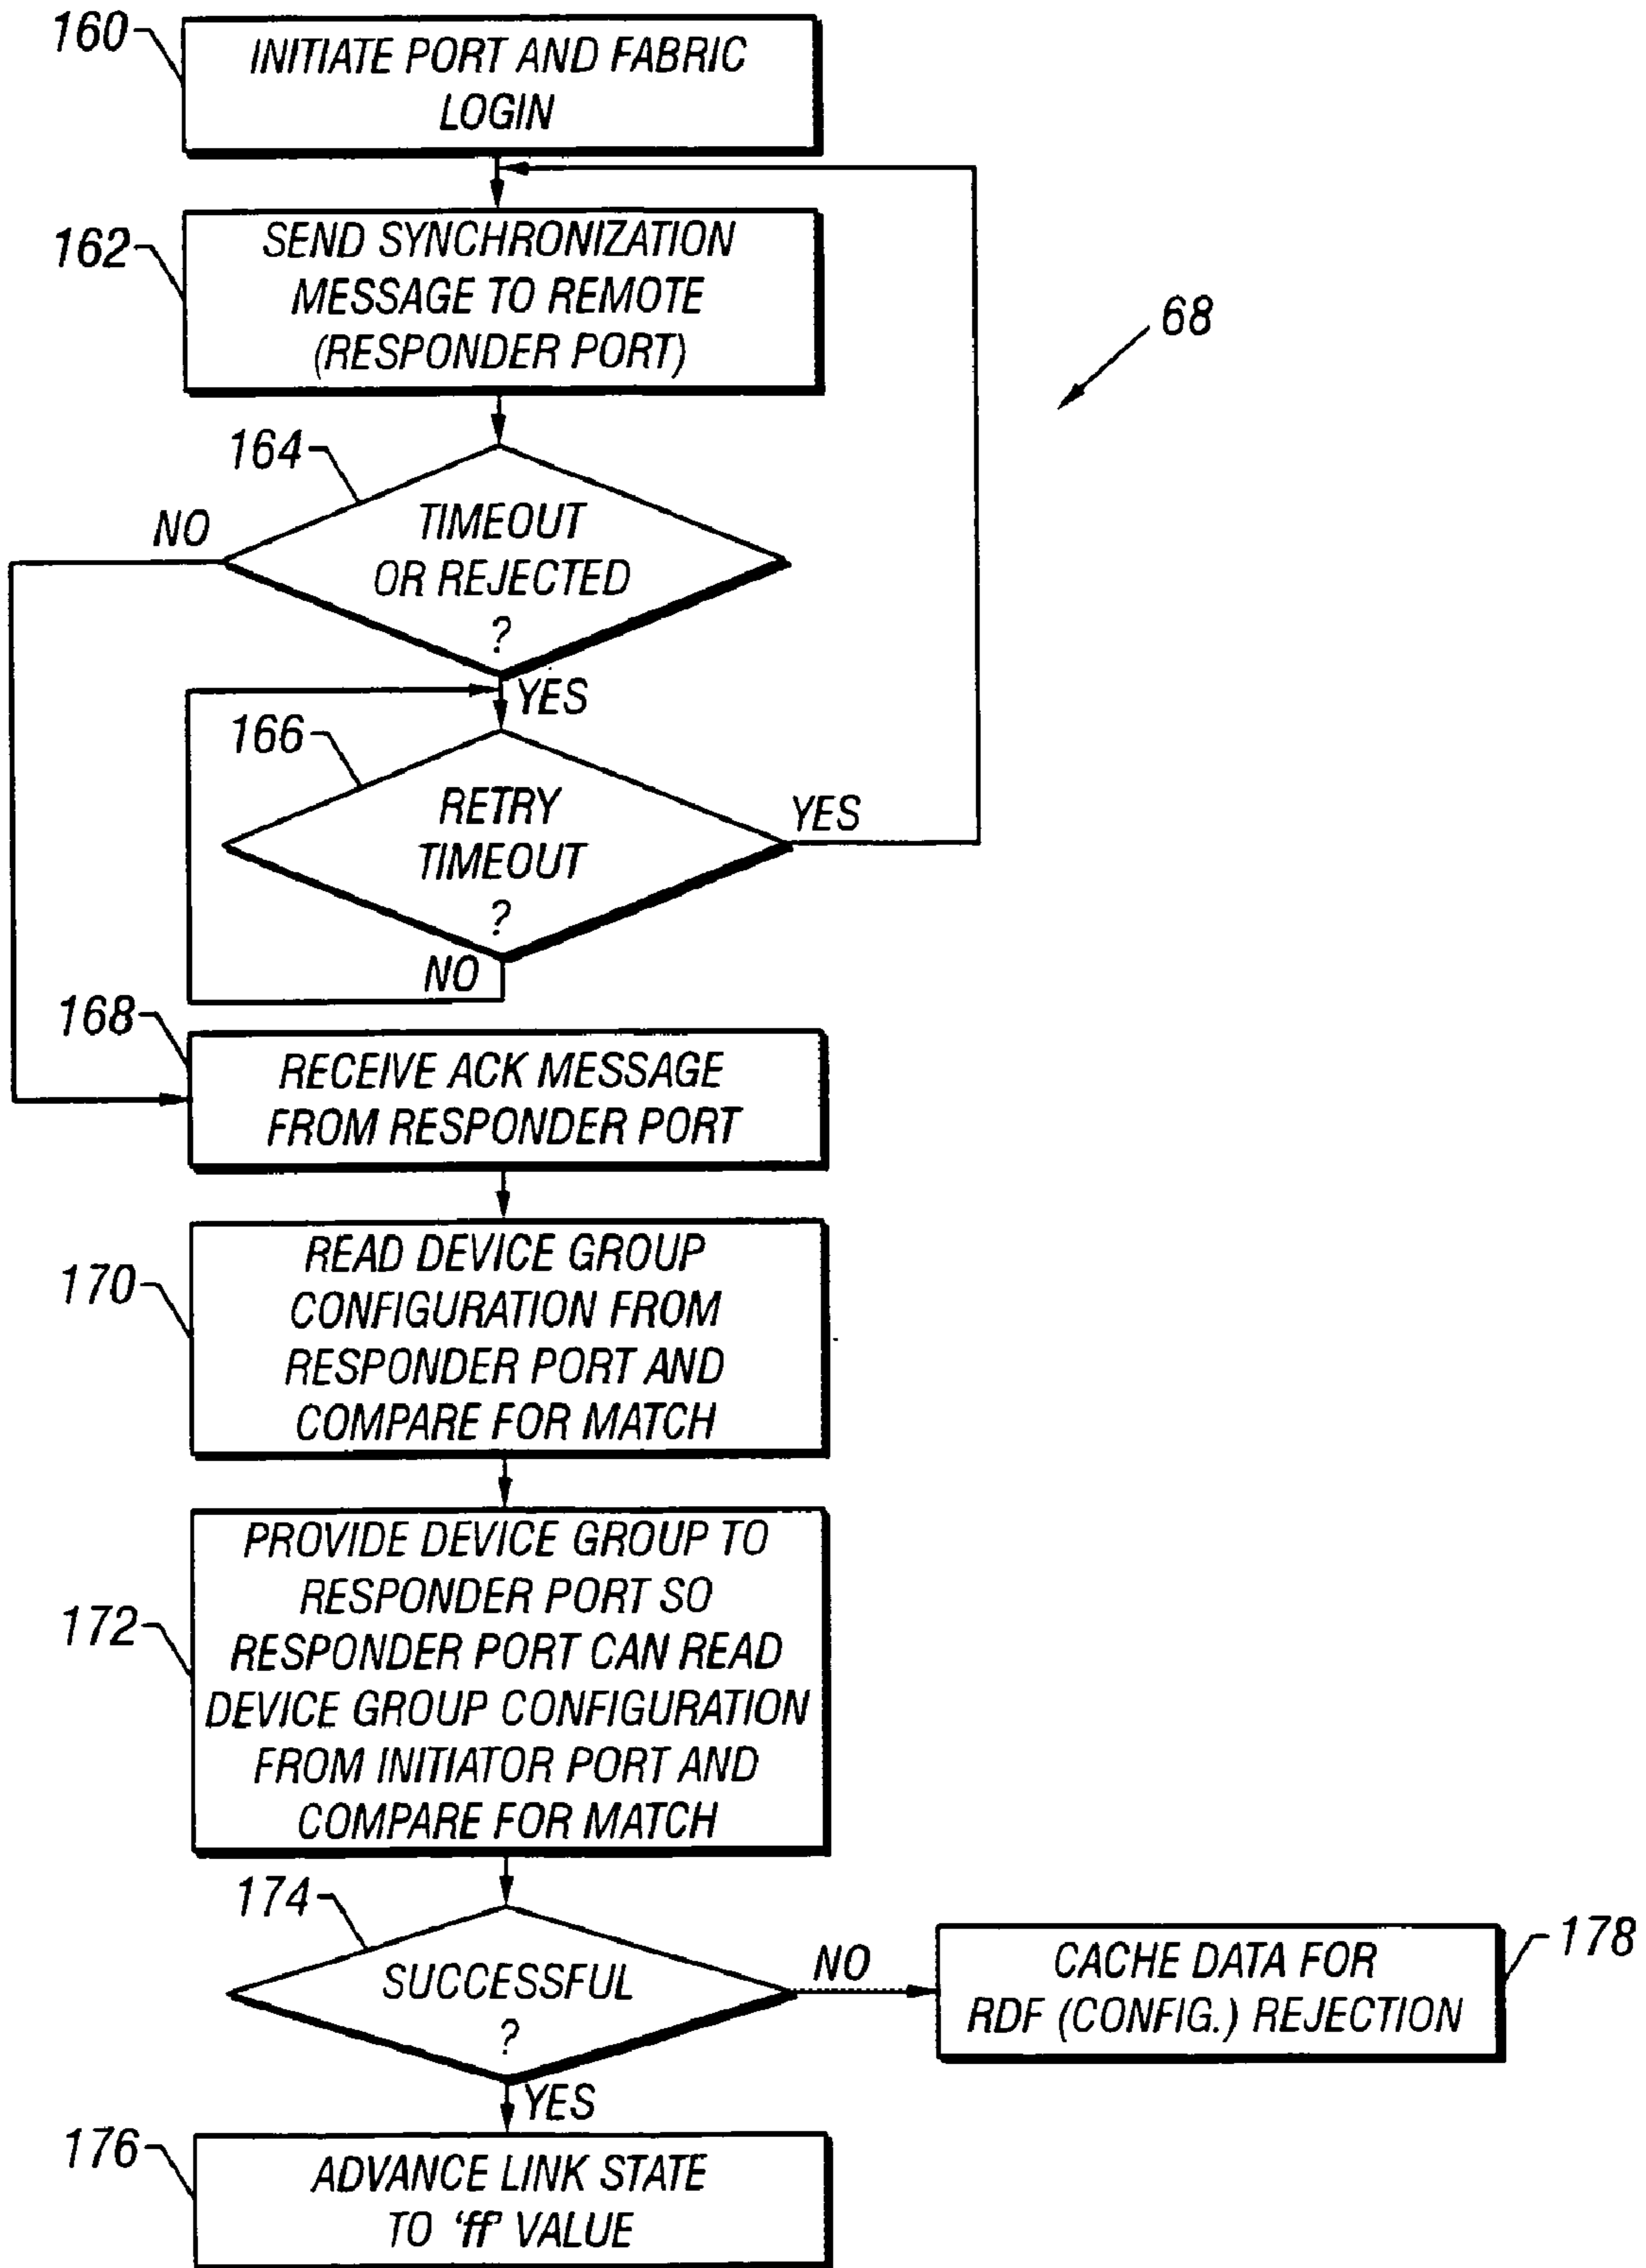 160
INITIATE PORT AND FABRIC
LOGIN
162
SEND SYNCHRONIZATION
MESSAGE TO REMOTE
(RESPONDER PORT)
68
164
NO
TIMEOUT
OR REJECTED
?
YES
166
RETRY
TIMEOUT
?
YES
NO
168
RECEIVE ACK MESSAGE
FROM RESPONDER PORT
170
READ DEVICE GROUP
CONFIGURATION FROM
RESPONDER PORT AND
COMPARE FOR MATCH
172
PROVIDE DEVICE GROUP TO
RESPONDER PORT SO
RESPONDER PORT CAN READ
DEVICE GROUP CONFIGURATION
FROM INITIATOR PORT AND
COMPARE FOR MATCH
174
SUCCESSFUL
?
NO
CACHE DATA FOR
RDF (CONFIG.) REJECTION
178
YES
176
ADVANCE LINK STATE
TO 'ff' VALUE